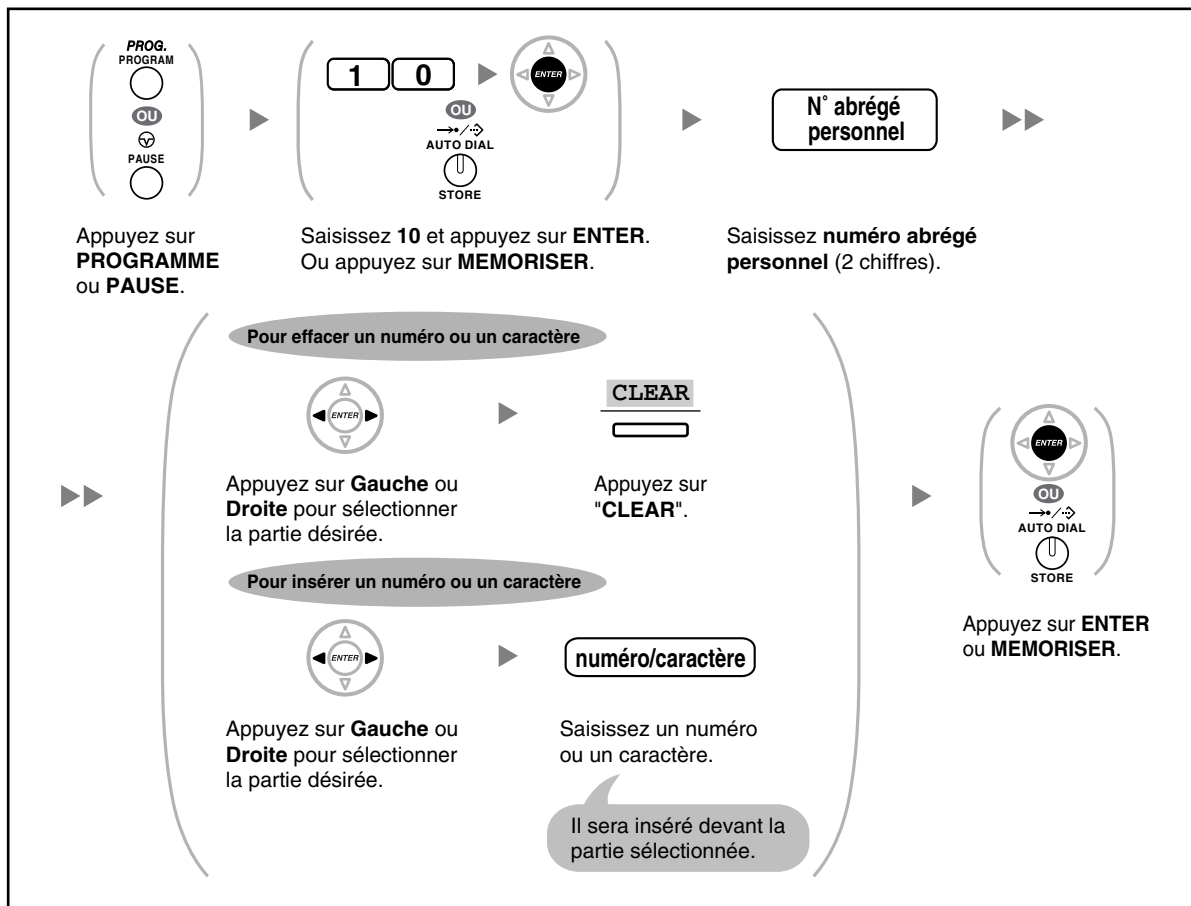 PROG.
PROGRAM
OU
PAUSE
1 0
ENTER
OU
AUTO DIAL
STORE
N° abrégé
personnel
Appuyez sur
PROGRAMME
ou PAUSE.
Saisissez 10 et appuyez sur ENTER.
Ou appuyez sur MEMORISER.
Saisissez numéro abrégé
personnel (2 chiffres).
Pour effacer un numéro ou un caractère
ENTER
CLEAR
Appuyez sur Gauche ou
Droite pour sélectionner
la partie désirée.
Appuyez sur
"CLEAR".
Pour insérer un numéro ou un caractère
ENTER
numéro/caractère
Appuyez sur Gauche ou
Droite pour sélectionner
la partie désirée.
Saisissez un numéro
ou un caractère.
Il sera inséré devant la
partie sélectionnée.
ENTER
OU
AUTO DIAL
STORE
Appuyez sur ENTER
ou MEMORISER.